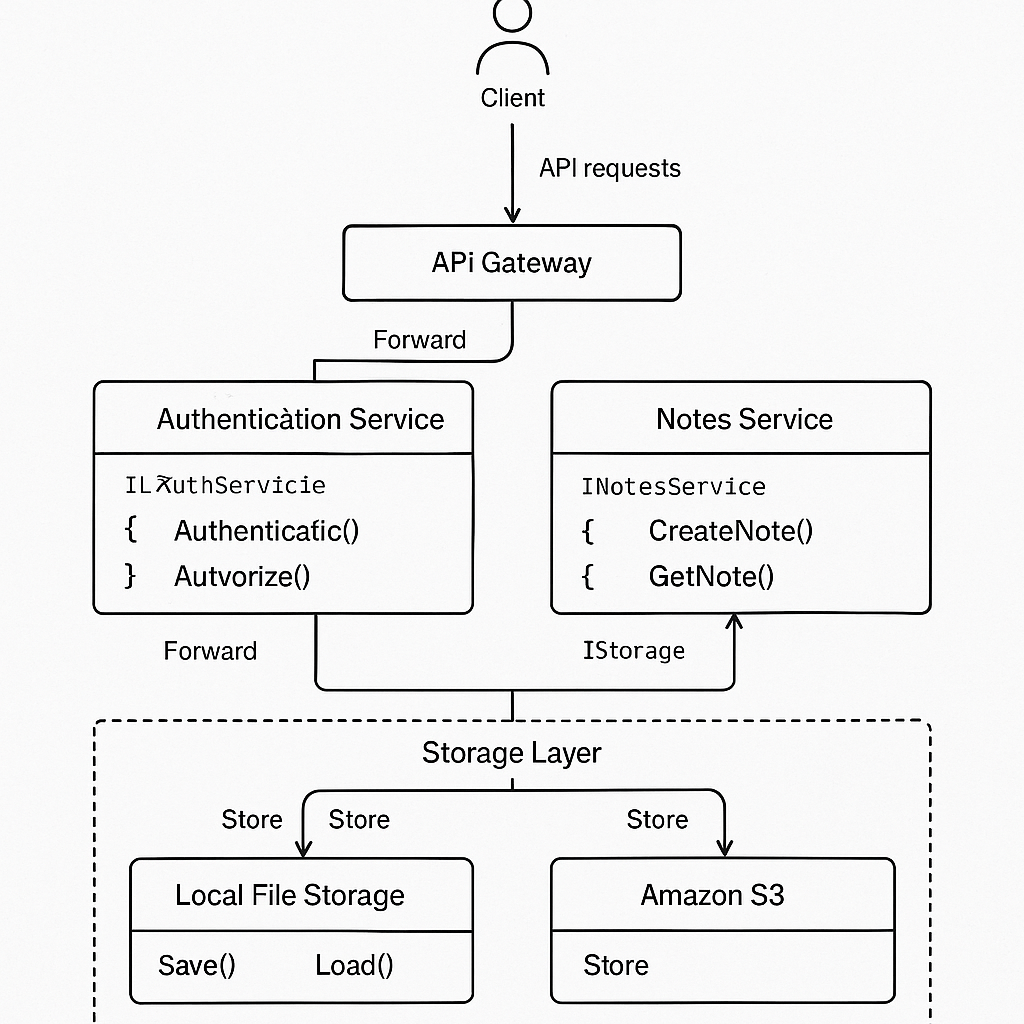 Client
API requests
APi Gateway
Forward
Authenticàtion Service
Notes Service
INotesService
{ Authenticafic()
{ CreateNote()
} Autvorize()
{ GetNote()
Forward
IStorage
Storage Layer
Store
Store
Store
Local File Storage
Amazon S3
Save() Load()
Store